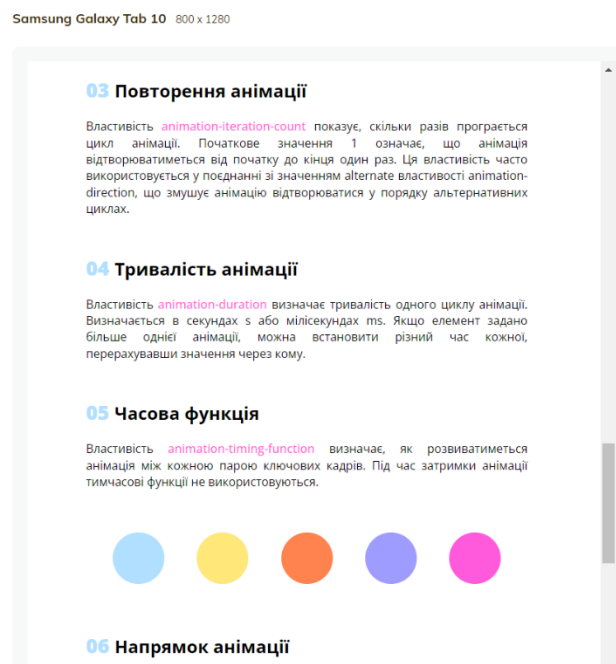 Samsung Galaxy Tab 10 800 x 1280
03 Повторення анімації
Властивість animation-iteration-count показує, скільки разів програється
цикл анімації. Початкове значення 1 означає, що анімація
відтворюватиметься від початку до кінця один раз. Ця властивість часто
використовується у поєднанні зі значенням alternate властивості animation-
direction, що змушує анімацію відтворюватися у порядку альтернативних
циклах.
04 Тривалість анімації
Властивість animation-duration визначає тривалість одного циклу анімації.
Визначається в секундах s або мілісекундах ms. Якщо елемент задано
більше однієї анімації, можна встановити різний час кожної,
перерахувавши значення через кому.
05 Часова функція
Властивість animation-timing-function визначає, як розвиватиметься
анімація між кожною парою ключових кадрів. Під час затримки анімації
тимчасові функції не використовуються.
06 Напрямок анімації